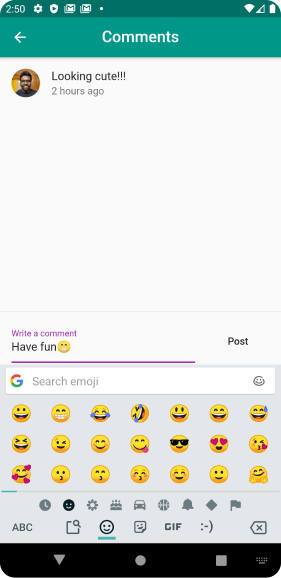 2:50
Comments
Looking cute!!!
2 hours ago
Write a comment
Have fun😁
Post
Search emoji
ABC
GIF
:-)